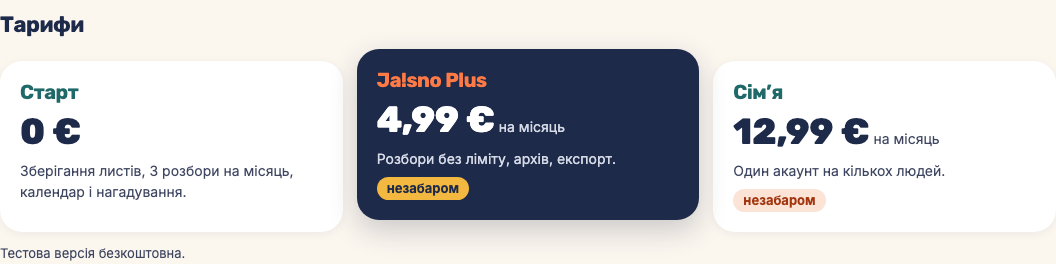 Тарифи
Старт
0 €
Зберігання листів, 3 розбори на місяць,
календар і нагадування.
Ja!sno Plus
4,99 € на місяць
Розбори без ліміту, архів, експорт.
незабаром
Сім’я
12,99 € на місяць
Один акаунт на кількох людей.
незабаром
Тестова версія безкоштовна.